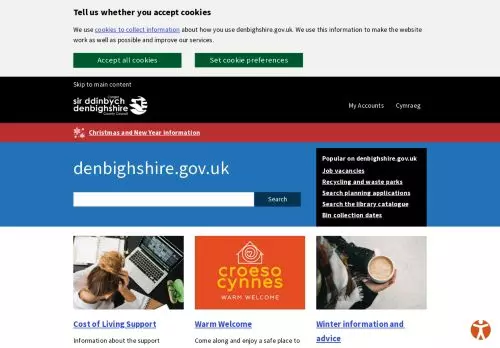 Tell us whether you accept cookies
We use cookies to collect information about how you use denbighshire.gov.uk. We use this information to make the website
work as well as possible and improve our services.
Accept all cookies
Set cookie preferences
Skip to main content
sir ddinbych
denbighshire
County Council
My Accounts
Cymraeg
Christmas and New Year information
denbighshire.gov.uk
Search
Popular on denbighshire.gov.uk
Job vacancies
Recycling and waste parks
Search planning applications
Search the library catalogue
Bin collection dates
croeso
cynnes
WARM WELCOME
Cost of Living Support
Information about the support
Warm Welcome
Come along and enjoy a safe place to
Winter information and
advice